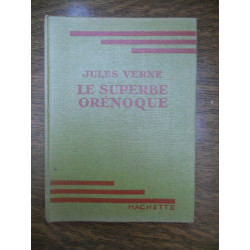 JULES VERNE
LE SUPERBE
ORÉNOQUE
HACHETTE